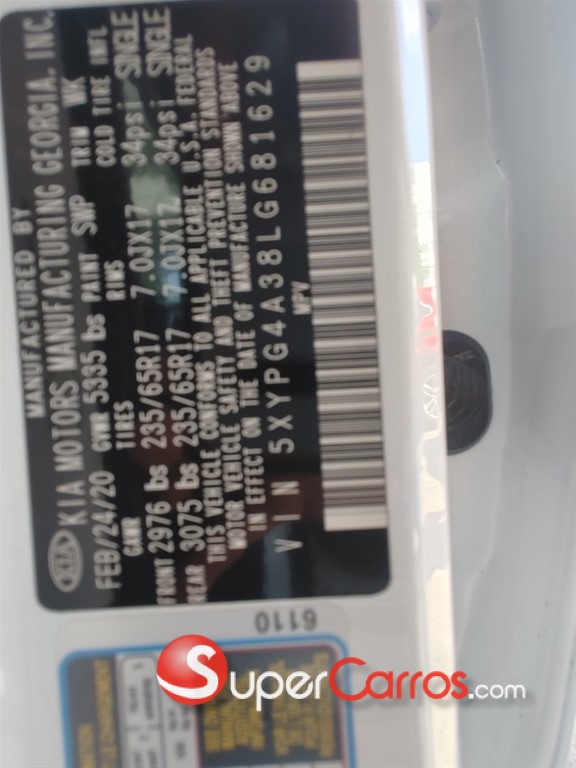 MANUFACTURED BY
KIA KIA MOTORS MANUFACTURING GEORGIA, INC.
FEB/24/20 GVWR 5335 lbs PAINT SWP TRIM WK
GAWR TIRES RIMS COLD TIRE INFL
FRONT 2976 lbs 235/65R17 7.0JX17 34psi SINGLE
REAR 3075 lbs 235/65R17 7.0JX17 34psi SINGLE
THIS VEHICLE CONFORMS TO ALL APPLICABLE U.S.A. FEDERAL
MOTOR VEHICLE SAFETY AND THEFT PREVENTION STANDARDS
IN EFFECT ON THE DATE OF MANUFACTURE SHOWN ABOVE
VIN 5XYPG4A38LG681629
MPV
6110
SUPERCARROS.com